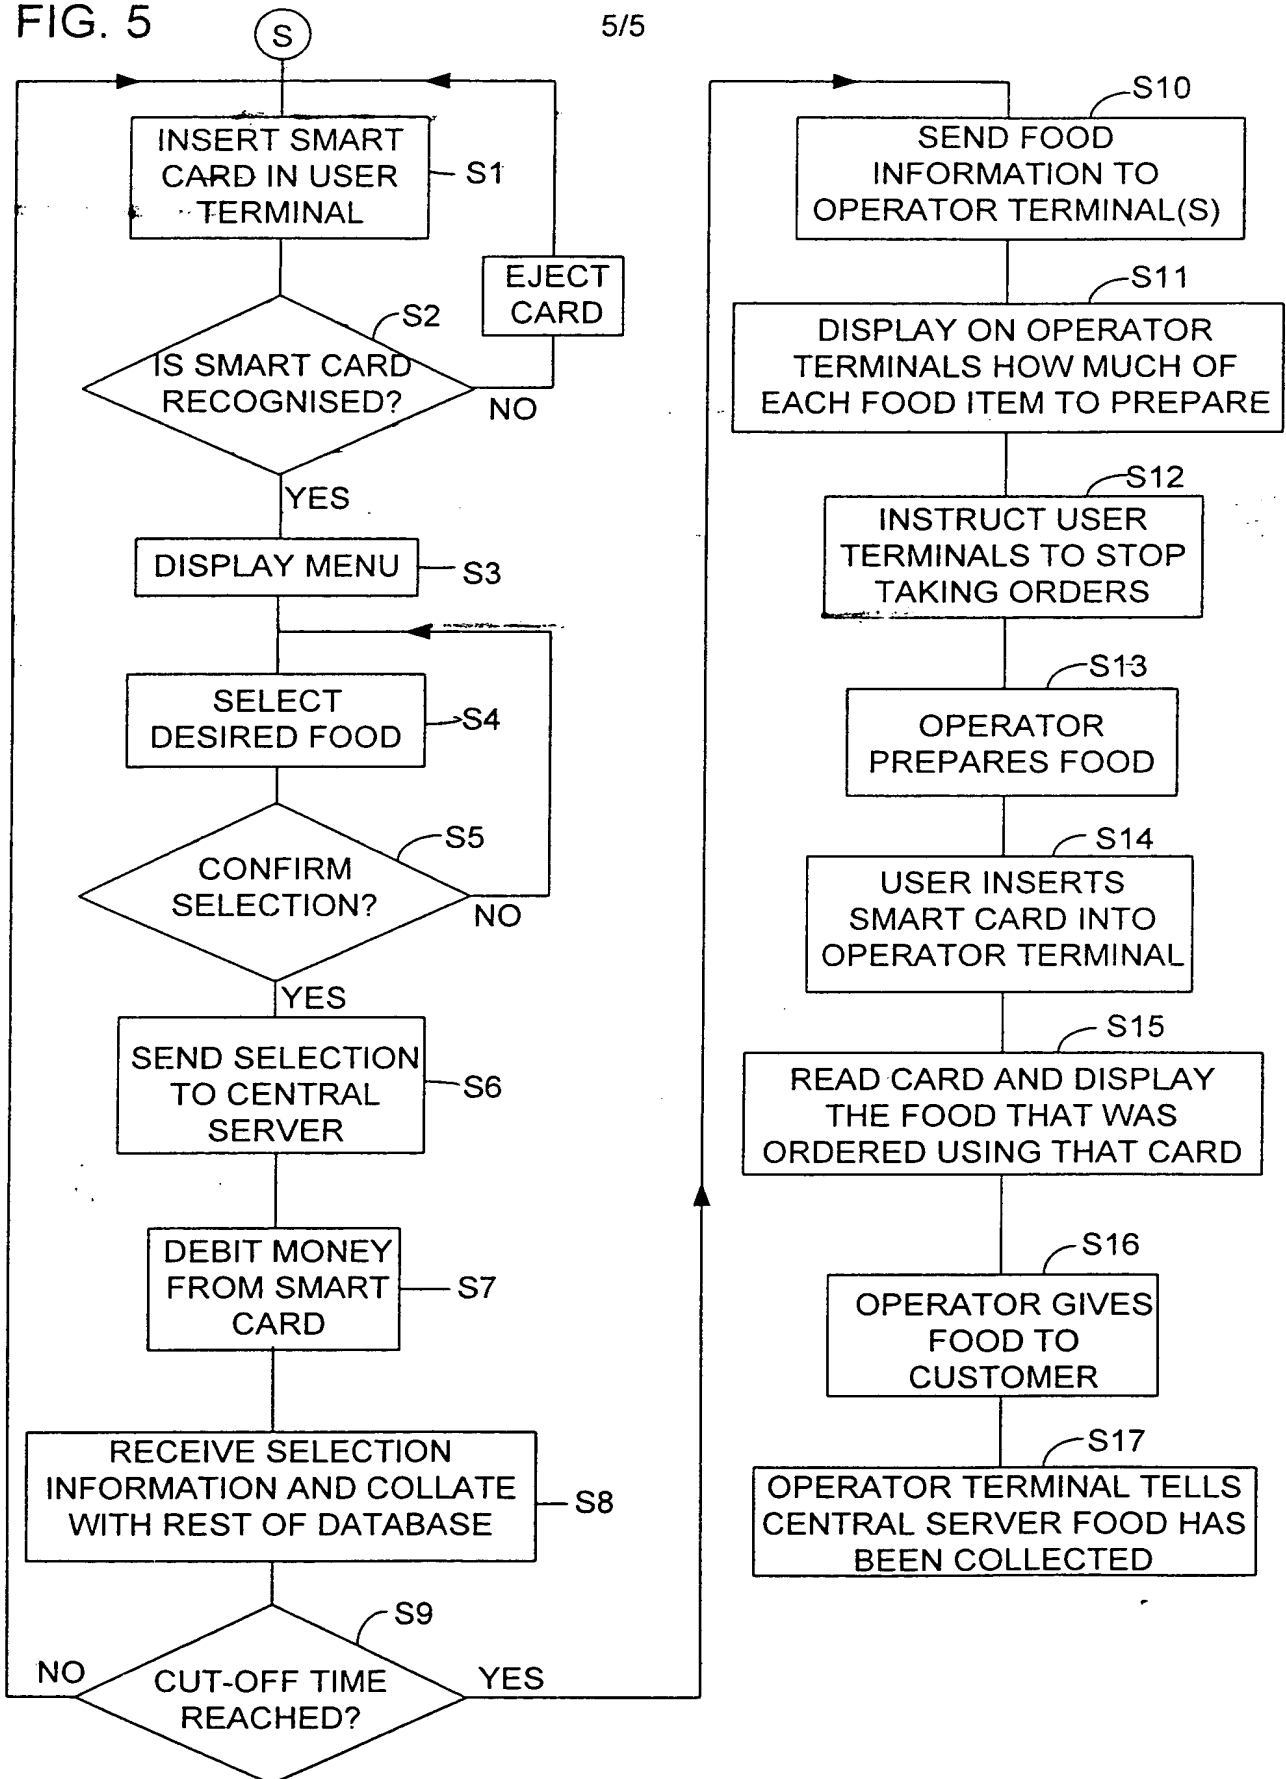 FIG. 5
5/5
S
INSERT SMART
CARD IN USER
TERMINAL
S1
EJECT
CARD
S2
IS SMART CARD
RECOGNISED?
NO
YES
DISPLAY MENU
S3
SELECT
DESIRED FOOD
S4
S5
CONFIRM
SELECTION?
NO
YES
SEND SELECTION
TO CENTRAL
SERVER
S6
DEBIT MONEY
FROM SMART
CARD
S7
RECEIVE SELECTION
INFORMATION AND COLLATE
WITH REST OF DATABASE
S8
S9
NO
CUT-OFF TIME
REACHED?
YES
S10
SEND FOOD
INFORMATION TO
OPERATOR TERMINAL(S)
S11
DISPLAY ON OPERATOR
TERMINALS HOW MUCH OF
EACH FOOD ITEM TO PREPARE
S12
INSTRUCT USER
TERMINALS TO STOP
TAKING ORDERS
S13
OPERATOR
PREPARES FOOD
S14
USER INSERTS
SMART CARD INTO
OPERATOR TERMINAL
S15
READ CARD AND DISPLAY
THE FOOD THAT WAS
ORDERED USING THAT CARD
S16
OPERATOR GIVES
FOOD TO
CUSTOMER
S17
OPERATOR TERMINAL TELLS
CENTRAL SERVER FOOD HAS
BEEN COLLECTED